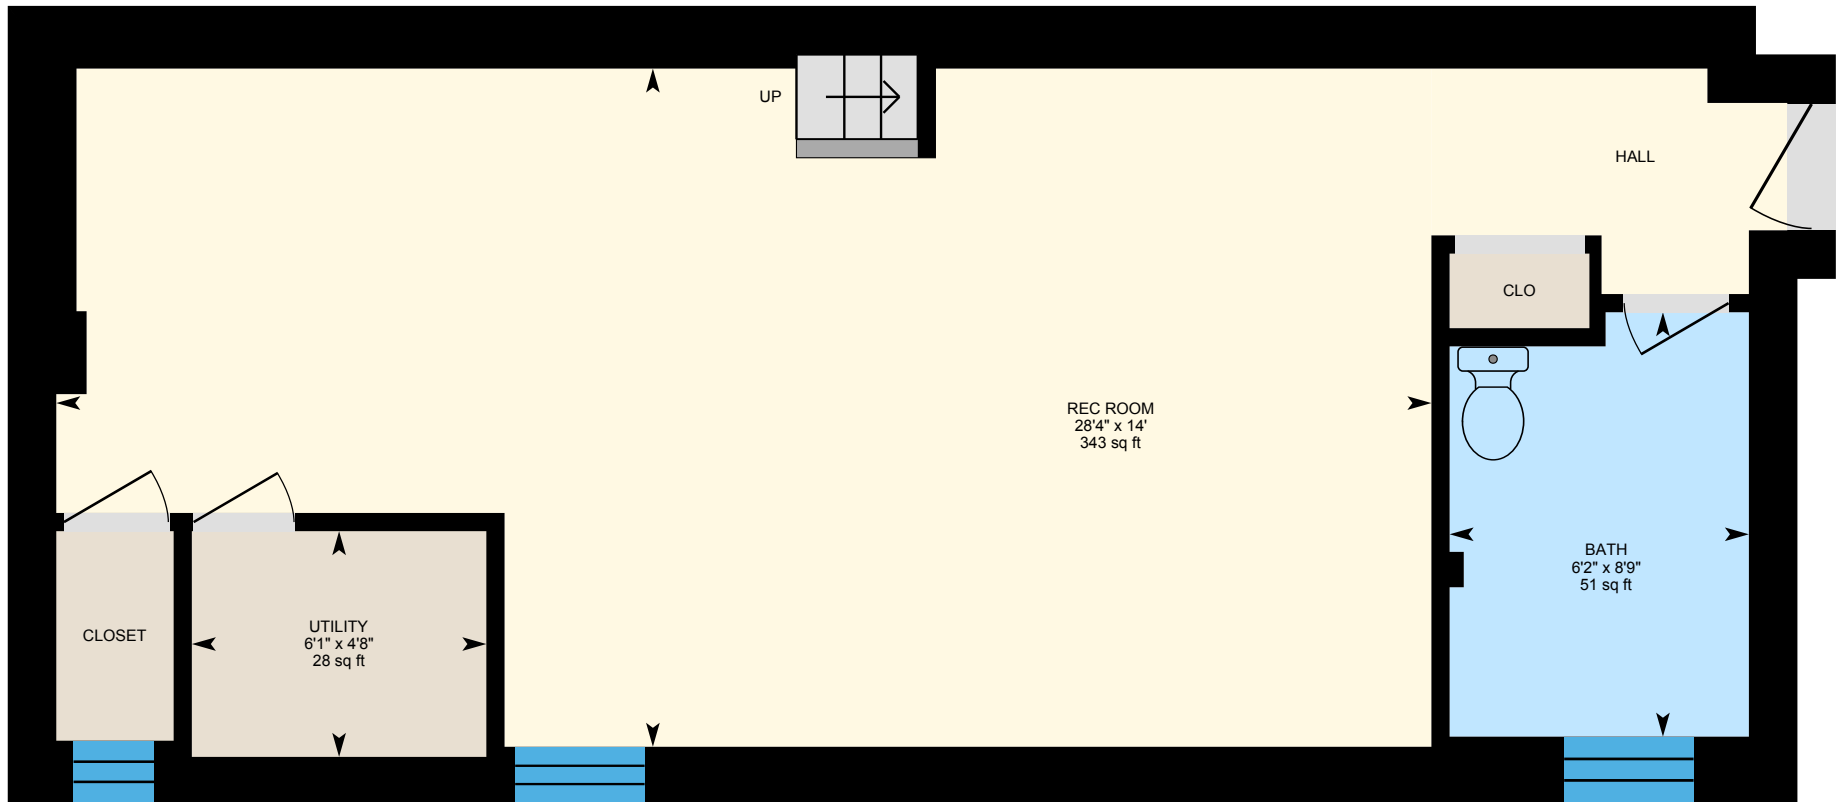 UP
HALL
CLO
REC ROOM
28'4" x 14'
343 sq ft
BATH
6'2" x 8'9"
51 sq ft
CLOSET
UTILITY
6'1" x 4'8"
28 sq ft